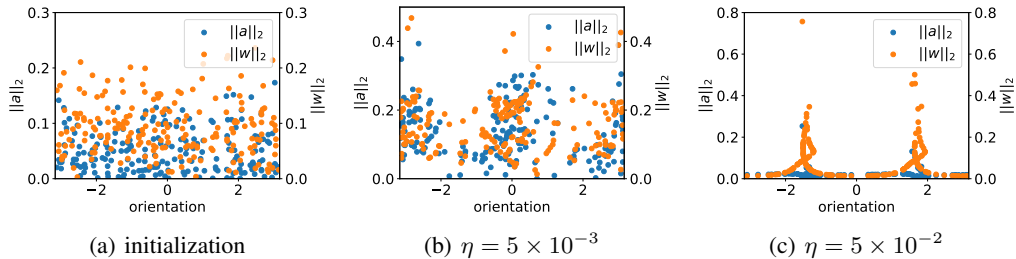 0.3
0.2
0.1
0.0
||a||₂
−2
0
2
orientation
0.3
0.2
0.1
0.0
||w||₂
||a||₂
||w||₂
(a) initialization
0.4
0.2
0.0
||a||₂
−2
0
2
orientation
0.4
0.2
0.0
||w||₂
||a||₂
||w||₂
(b) η = 5 × 10⁻³
0.8
0.6
0.4
0.2
0.0
||a||₂
−2
0
2
orientation
0.8
0.6
0.4
0.2
0.0
||w||₂
||a||₂
||w||₂
(c) η = 5 × 10⁻²